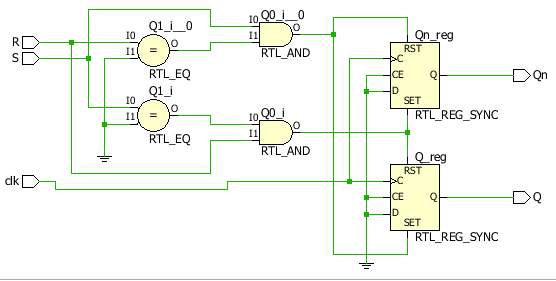 Q1_i__0
Q0_i__0
I0
I1
=
O
RTL_EQ
I0
I1
O
RTL_AND
R
S
Q1_i
I0
I1
=
O
RTL_EQ
Q0_i
I0
I1
O
RTL_AND
clk
Qn_reg
RST
C
CE
D
SET
Q
RTL_REG_SYNC
Qn
Q_reg
RST
C
CE
D
SET
Q
RTL_REG_SYNC
Q